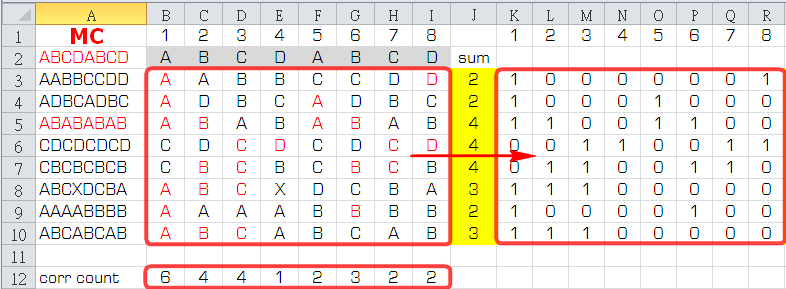 A B C D E F G H I J K L M N O P Q R
1 MC 1 2 3 4 5 6 7 8 1 2 3 4 5 6 7 8
2 ABCDABCD A B C D A B C D sum
3 AABBCCDD A A B B C C D D 2 1 0 0 0 0 0 0 1
4 ADBCADBC A D B C A D B C 2 1 0 0 0 1 0 0 0
5 ABABABAB A B A B A B A B 4 1 1 0 0 1 1 0 0
6 CDCDCDCD C D C D C D C D 4 0 0 1 1 0 0 1 1
7 CBCBCBCB C B C B C B C B 4 0 1 1 0 0 1 1 0
8 ABCXDCBA A B C X D C B A 3 1 1 1 0 0 0 0 0
9 AAAABBBB A A A A B B B B 2 1 0 0 0 0 1 0 0
10 ABCABCAB A B C A B C A B 3 1 1 1 0 0 0 0 0
11
12 corr count 6 4 4 1 2 3 2 2